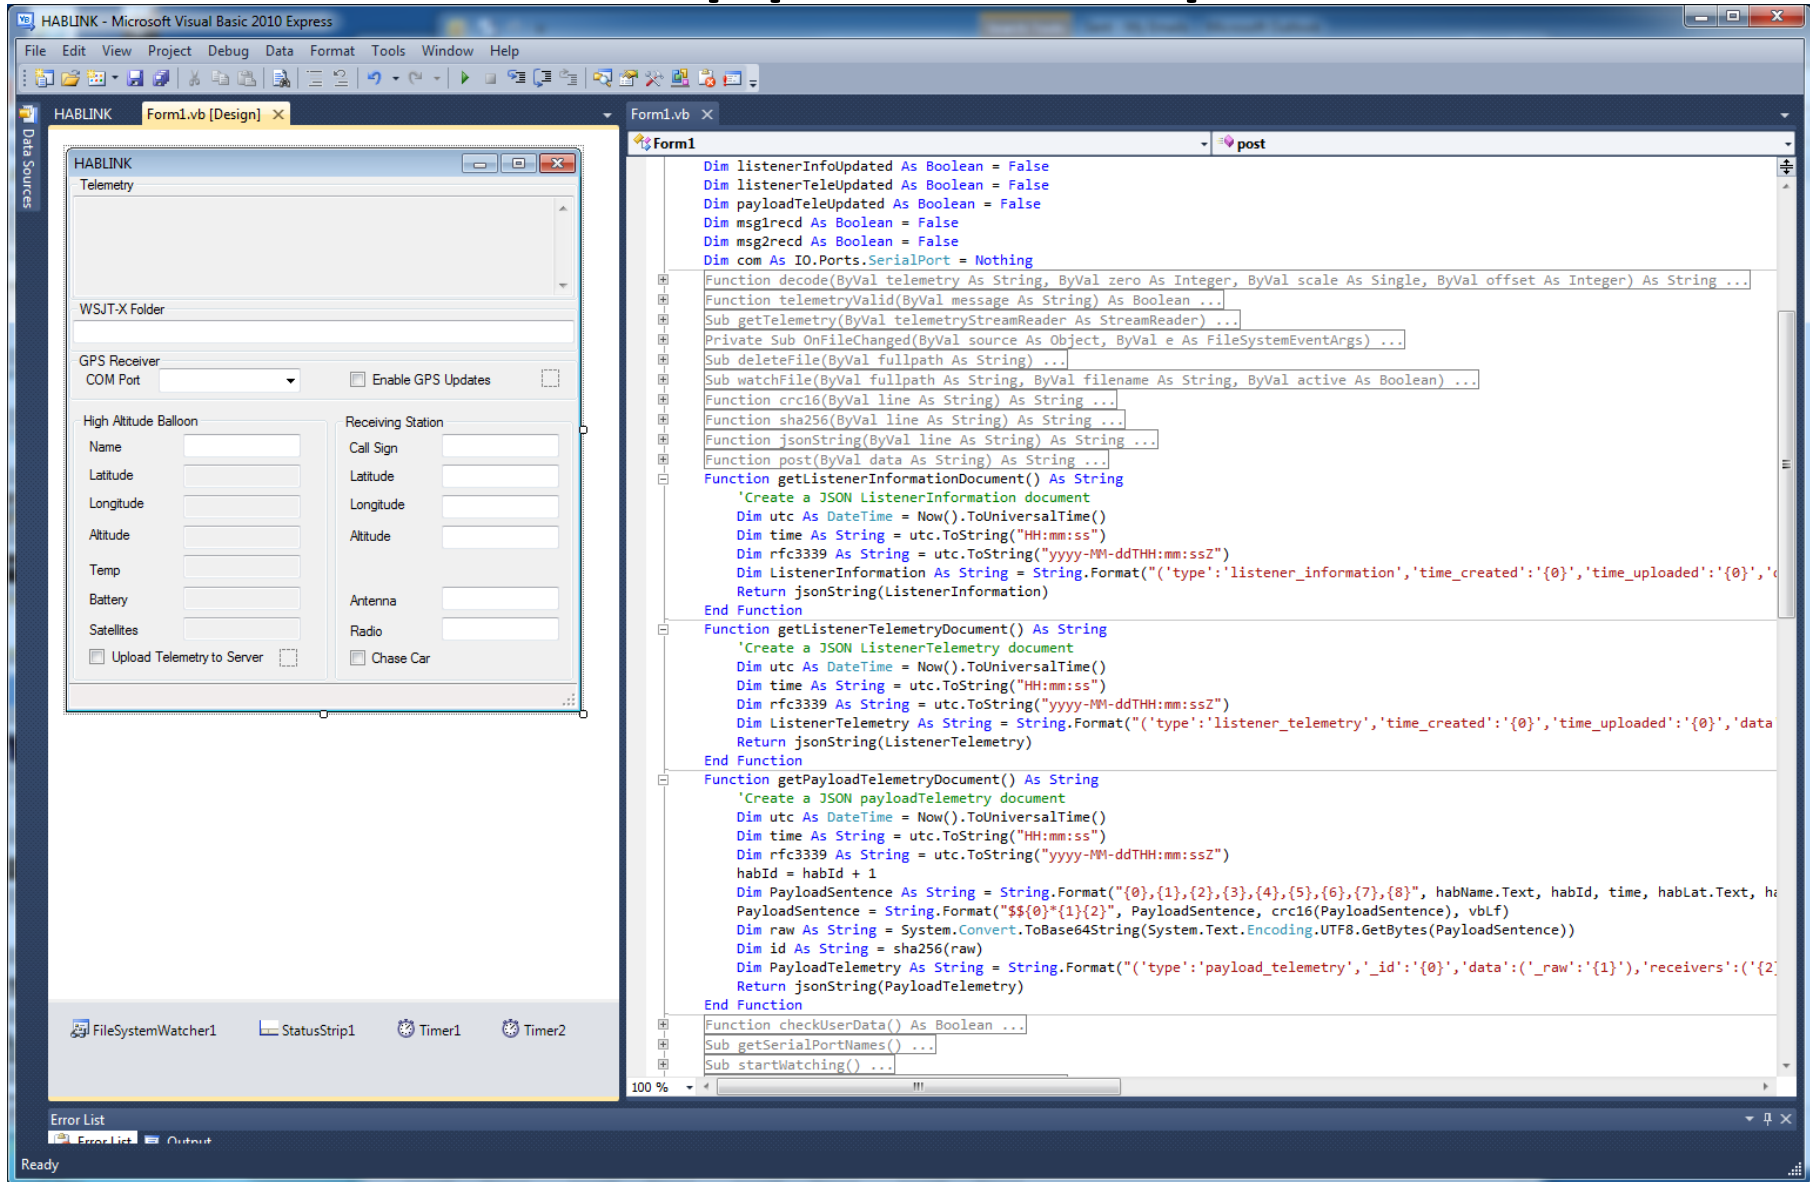 HABLINK - Microsoft Visual Basic 2010 Express
File Edit View Project Debug Data Format Tools Window Help
Data Sources
HABLINK Form1.vb [Design]
HABLINK
Telemetry
WSJT-X Folder
GPS Receiver
COM Port Enable GPS Updates
High Altitude Balloon Receiving Station
Name Call Sign
Latitude Latitude
Longitude Longitude
Altitude Altitude
Temp
Battery Antenna
Satellites Radio
Upload Telemetry to Server Chase Car
FileSystemWatcher1 StatusStrip1 Timer1 Timer2
Form1.vb
Form1 post
Dim listenerInfoUpdated As Boolean = False
Dim listenerTeleUpdated As Boolean = False
Dim payloadTeleUpdated As Boolean = False
Dim msg1recd As Boolean = False
Dim msg2recd As Boolean = False
Dim com As IO.Ports.SerialPort = Nothing
Function decode(ByVal telemetry As String, ByVal zero As Integer, ByVal scale As Single, ByVal offset As Integer) As String ...
Function telemetryValid(ByVal message As String) As Boolean ...
Sub getTelemetry(ByVal telemetryStreamReader As StreamReader) ...
Private Sub OnFileChanged(ByVal source As Object, ByVal e As FileSystemEventArgs) ...
Sub deleteFile(ByVal fullpath As String) ...
Sub watchFile(ByVal fullpath As String, ByVal filename As String, ByVal active As Boolean) ...
Function crc16(ByVal line As String) As String ...
Function sha256(ByVal line As String) As String ...
Function jsonString(ByVal line As String) As String ...
Function post(ByVal data As String) As String ...
Function getListenerInformationDocument() As String
'Create a JSON ListenerInformation document
Dim utc As DateTime = Now().ToUniversalTime()
Dim time As String = utc.ToString("HH:mm:ss")
Dim rfc3339 As String = utc.ToString("yyyy-MM-ddTHH:mm:ssZ")
Dim ListenerInformation As String = String.Format("('type':'listener_information','time_created':'{0}','time_uploaded':'{0}','
Return jsonString(ListenerInformation)
End Function
Function getListenerTelemetryDocument() As String
'Create a JSON ListenerTelemetry document
Dim utc As DateTime = Now().ToUniversalTime()
Dim time As String = utc.ToString("HH:mm:ss")
Dim rfc3339 As String = utc.ToString("yyyy-MM-ddTHH:mm:ssZ")
Dim ListenerTelemetry As String = String.Format("('type':'listener_telemetry','time_created':'{0}','time_uploaded':'{0}','data
Return jsonString(ListenerTelemetry)
End Function
Function getPayloadTelemetryDocument() As String
'Create a JSON payloadTelemetry document
Dim utc As DateTime = Now().ToUniversalTime()
Dim time As String = utc.ToString("HH:mm:ss")
Dim rfc3339 As String = utc.ToString("yyyy-MM-ddTHH:mm:ssZ")
habId = habId + 1
Dim PayloadSentence As String = String.Format("{0},{1},{2},{3},{4},{5},{6},{7},{8}", habName.Text, habId, time, habLat.Text, ha
PayloadSentence = String.Format("$${0}*{1}{2}", PayloadSentence, crc16(PayloadSentence), vbLf)
Dim raw As String = System.Convert.ToBase64String(System.Text.Encoding.UTF8.GetBytes(PayloadSentence))
Dim id As String = sha256(raw)
Dim PayloadTelemetry As String = String.Format("('type':'payload_telemetry','_id':'{0}','data':('_raw':'{1}'),'receivers':('{2}
Return jsonString(PayloadTelemetry)
End Function
Function checkUserData() As Boolean ...
Sub getSerialPortNames() ...
Sub startWatching() ...
100 %
Error List
Error List Output
Ready